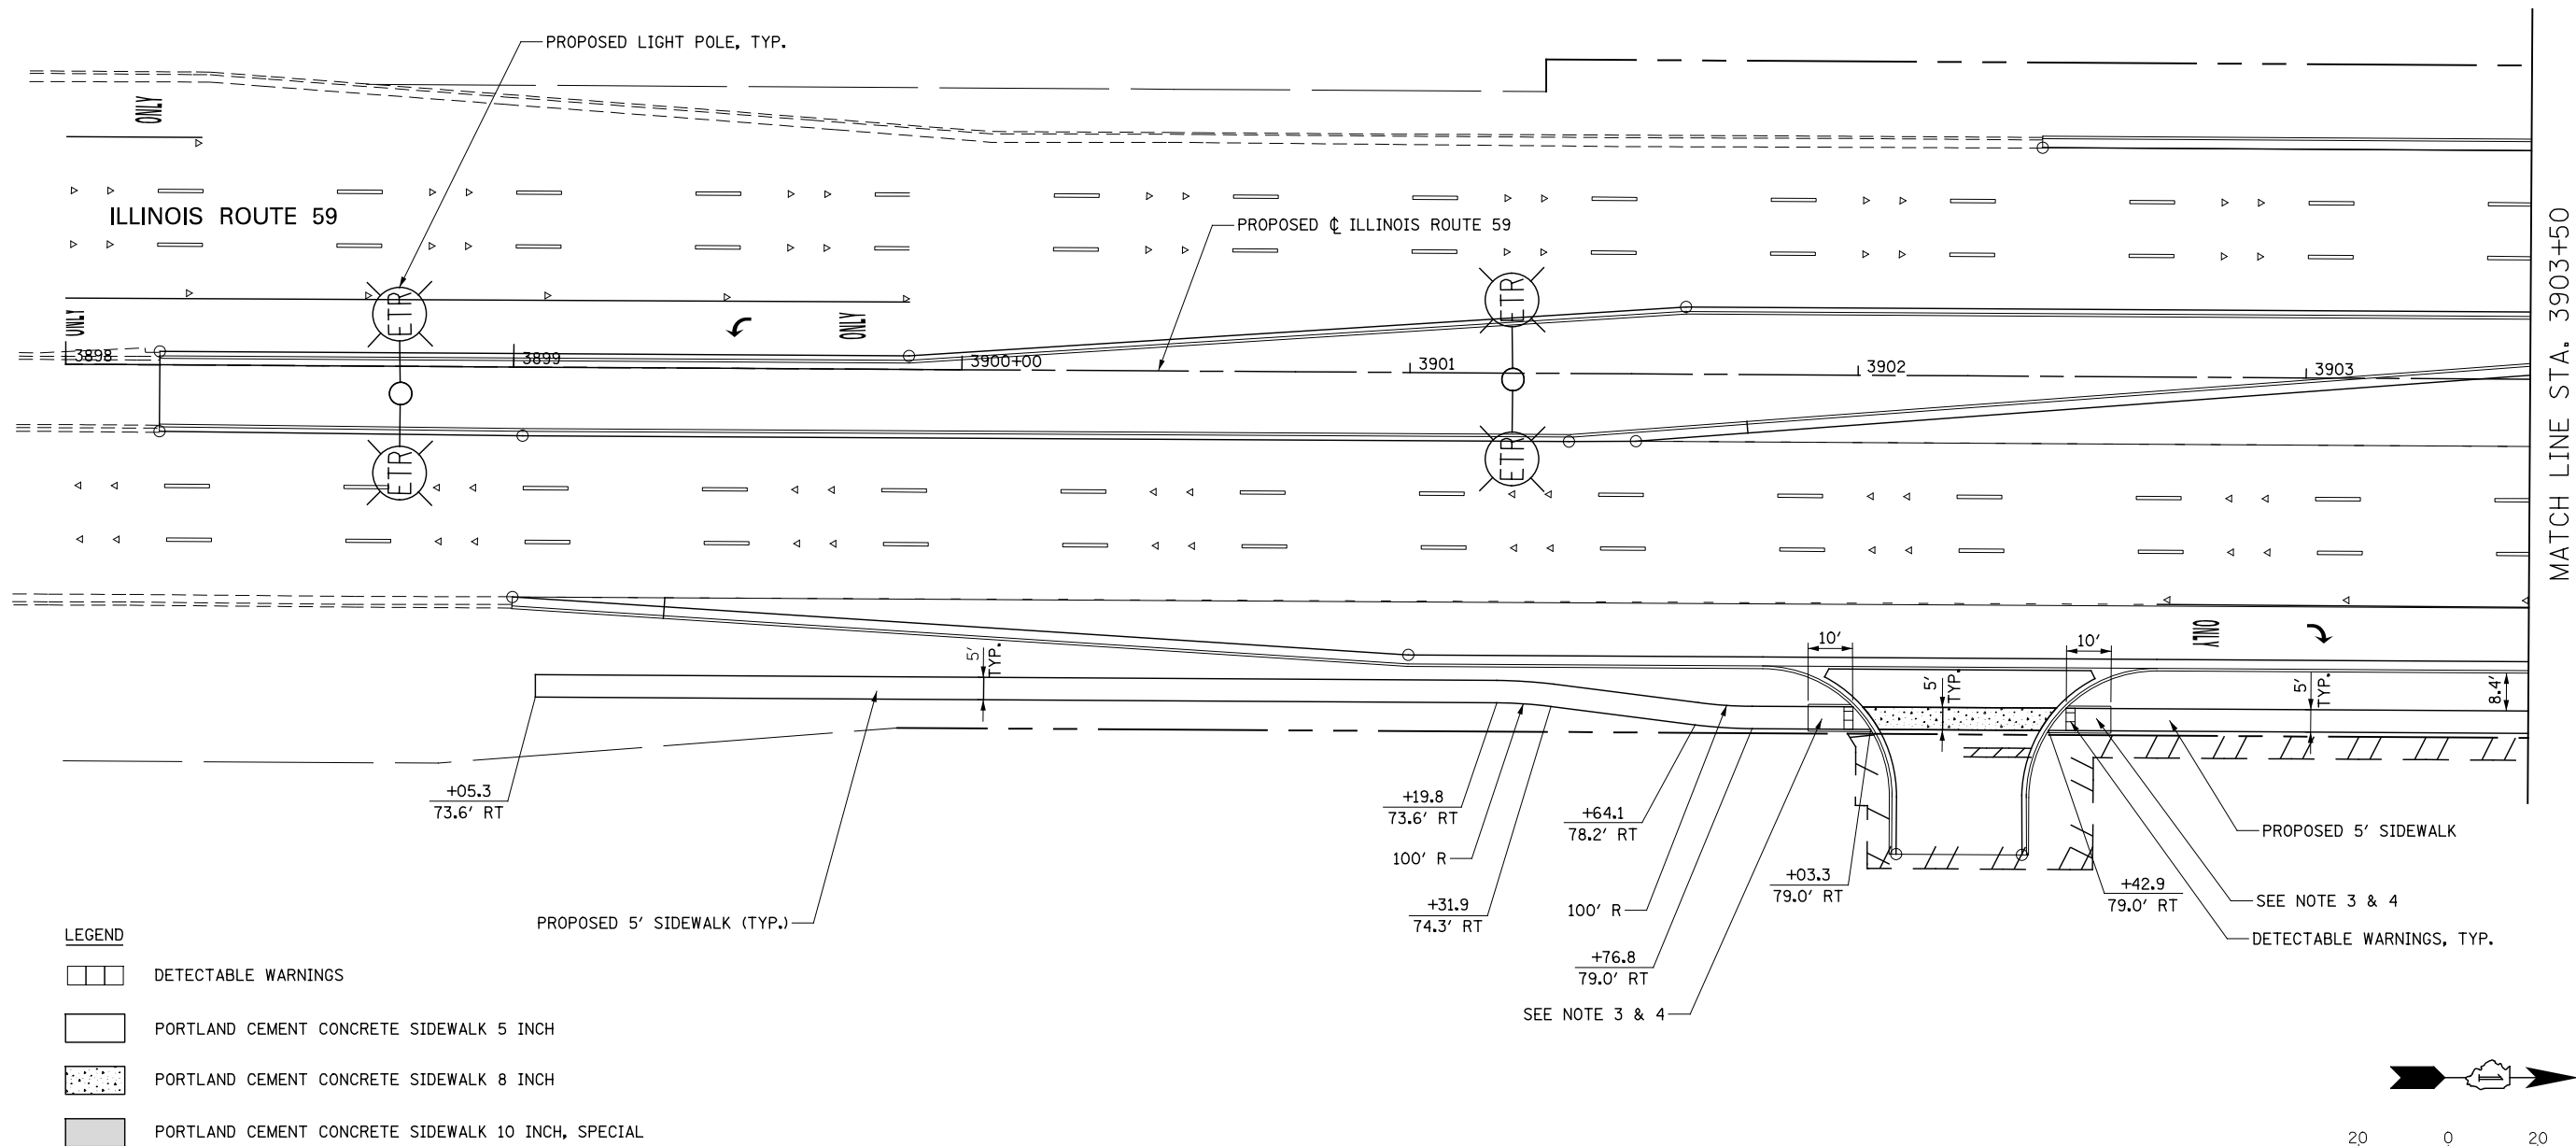 PROPOSED LIGHT POLE, TYP.
ONLY
ILLINOIS ROUTE 59
PROPOSED ℄ ILLINOIS ROUTE 59
MATCH LINE STA. 3903+50
ETR
ETR
ONLY
ONLY
3898
3899
3900+00
3901
3902
3903
ETR
ETR
ONLY
10'
10'
5'
TYP.
5'
TYP.
5'
TYP.
8.4'
+05.3
73.6' RT
+19.8
73.6' RT
100' R
+31.9
74.3' RT
+64.1
78.2' RT
100' R
+76.8
79.0' RT
SEE NOTE 3 & 4
+03.3
79.0' RT
+42.9
79.0' RT
PROPOSED 5' SIDEWALK
SEE NOTE 3 & 4
DETECTABLE WARNINGS, TYP.
PROPOSED 5' SIDEWALK (TYP.)
LEGEND
DETECTABLE WARNINGS
PORTLAND CEMENT CONCRETE SIDEWALK 5 INCH
PORTLAND CEMENT CONCRETE SIDEWALK 8 INCH
PORTLAND CEMENT CONCRETE SIDEWALK 10 INCH, SPECIAL
20 0 20